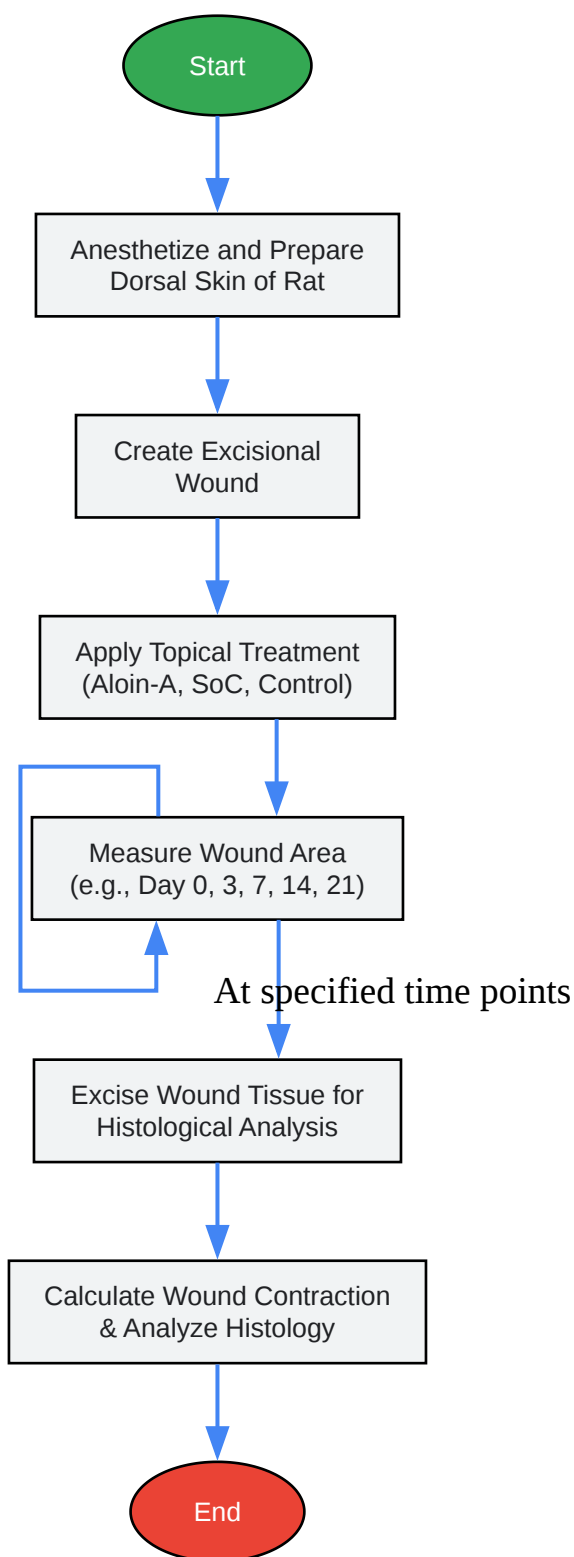 Start
Anesthetize and Prepare
Dorsal Skin of Rat
Create Excisional
Wound
Apply Topical Treatment
(Aloin-A, SoC, Control)
Measure Wound Area
(e.g., Day 0, 3, 7, 14, 21)
At specified time points
Excise Wound Tissue for
Histological Analysis
Calculate Wound Contraction
& Analyze Histology
End